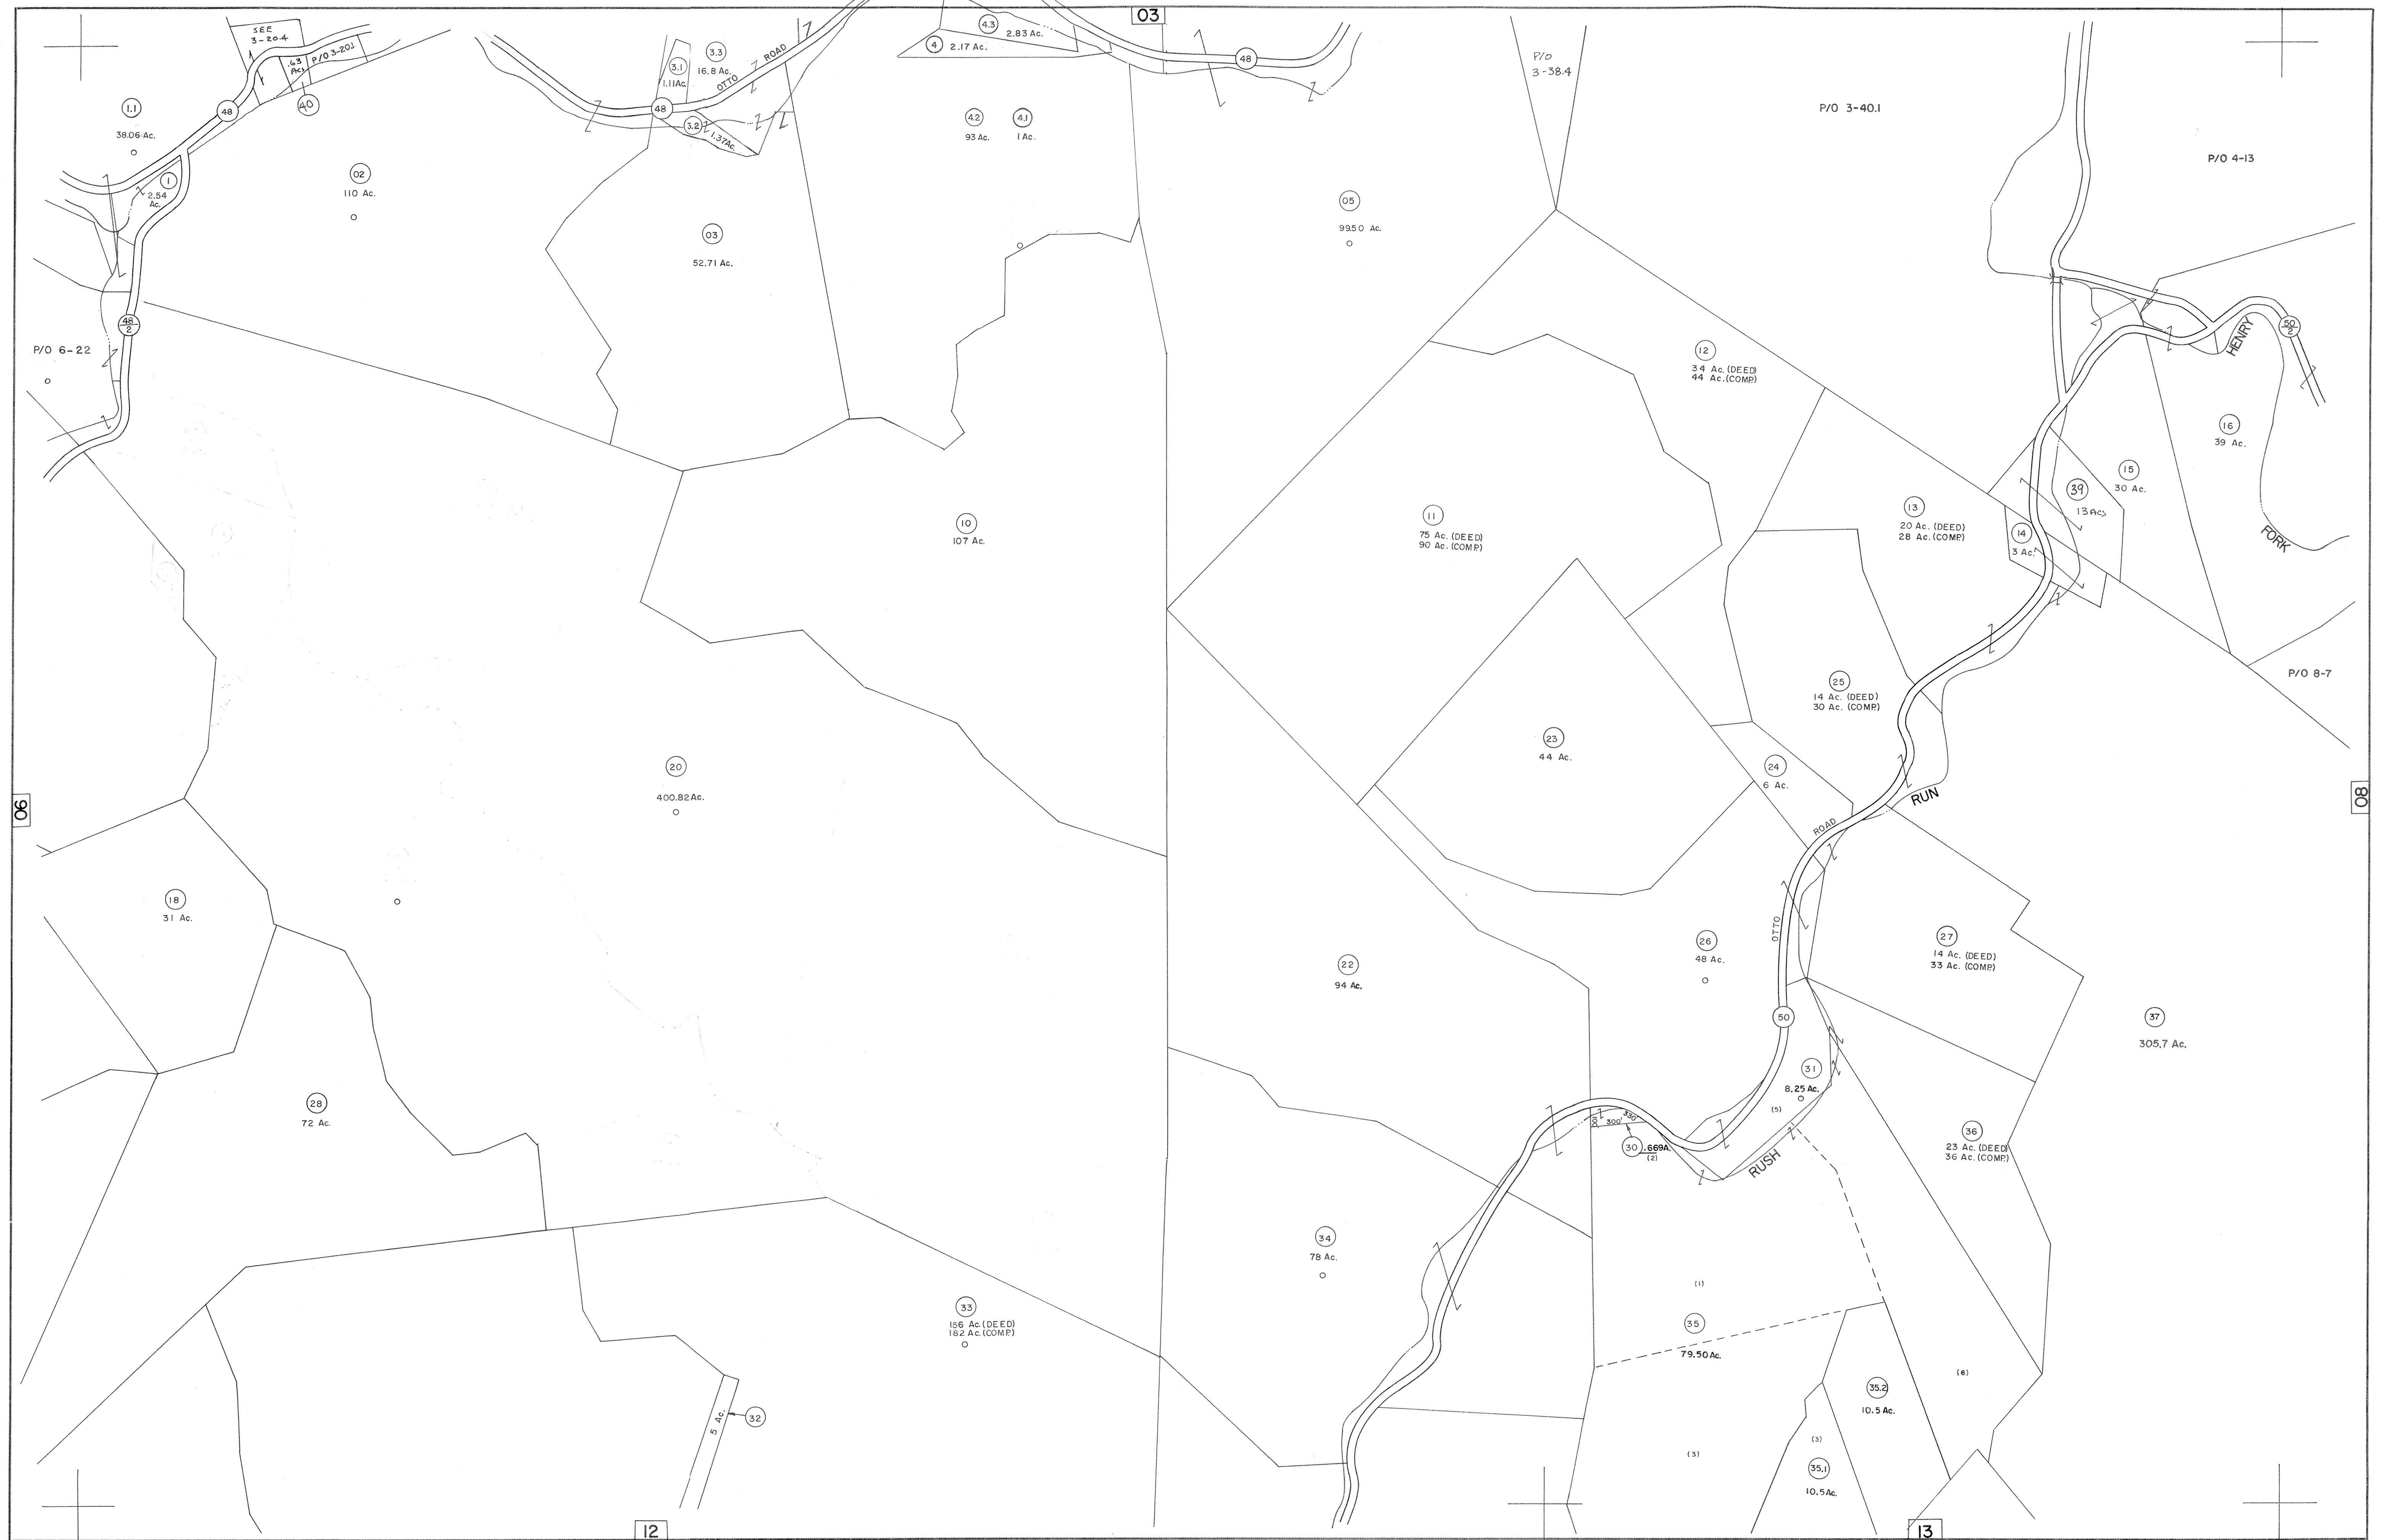 03
SEE
3-20.4
.63
Ac.
P/O 3-20.1
40
48
1.1
38.06 Ac.
1
2.54
Ac.
02
110 Ac.
48
2
P/O 6-22
3.1
1.11Ac.
3.3
16.8 Ac.
OTTO ROAD
48
3.2
1.37Ac.
03
52.71 Ac.
4.3
2.83 Ac.
4
2.17 Ac.
4.2
93 Ac.
4.1
1 Ac.
48
05
99.50 Ac.
P/O
3-38.4
P/O 3-40.1
P/O 4-13
50
2
HENRY
FORK
12
34 Ac. (DEED)
44 Ac. (COMP.)
16
39 Ac.
15
30 Ac.
39
13 Ac.
14
3 Ac.
13
20 Ac. (DEED)
28 Ac. (COMP.)
11
75 Ac. (DEED)
90 Ac. (COMP.)
10
107 Ac.
P/O 8-7
25
14 Ac. (DEED)
30 Ac. (COMP.)
23
44 Ac.
24
6 Ac.
20
400.82 Ac.
06
08
RUN
ROAD
OTTO
18
31 Ac.
26
48 Ac.
27
14 Ac. (DEED)
33 Ac. (COMP.)
22
94 Ac.
50
37
305.7 Ac.
31
8.25 Ac.
(5)
28
72 Ac.
100'
300'
330'
30
.669A.
(2)
RUSH
36
23 Ac. (DEED)
36 Ac. (COMP.)
34
78 Ac.
(1)
33
156 Ac. (DEED)
182 Ac. (COMP.)
35
79.50 Ac.
(6)
35.2
10.5 Ac.
5 Ac.
32
(3)
(3)
35.1
10.5 Ac.
12
13